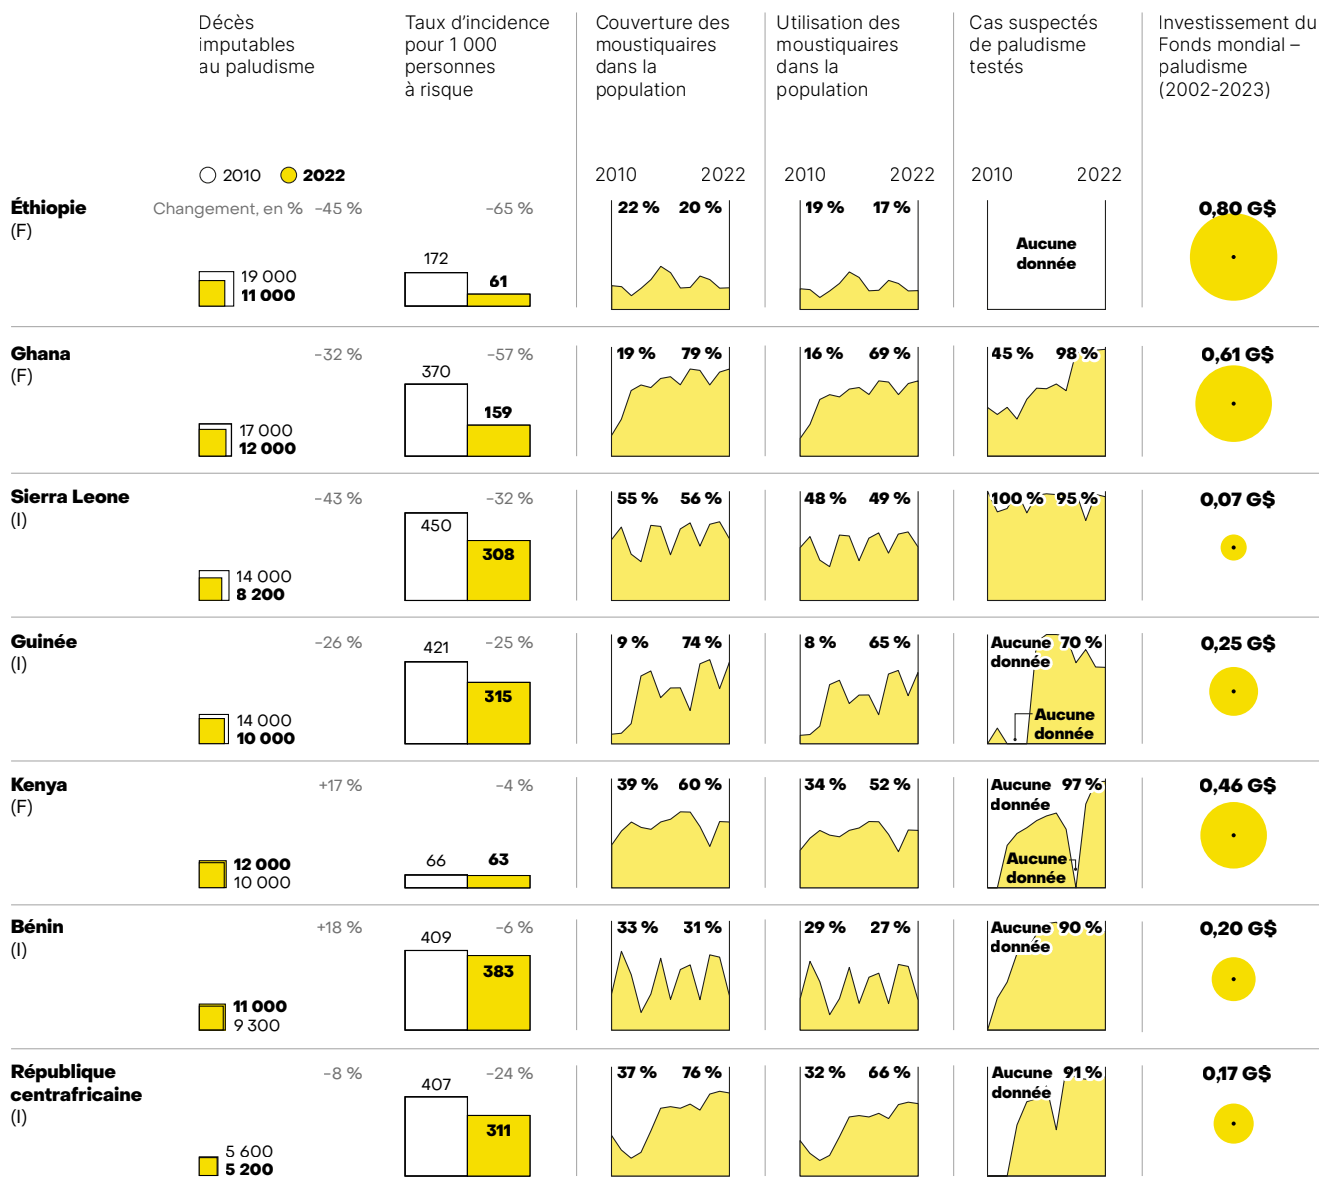 Décès
imputables
au paludisme
Taux d’incidence
pour 1 000
personnes
à risque
Couverture des
moustiquaires
dans la
population
Utilisation des
moustiquaires
dans la
population
Cas suspectés
de paludisme
testés
Investissement du
Fonds mondial –
paludisme
(2002-2023)
2010 2022
2010 2022
2010 2022
2010 2022
Éthiopie
(F)
Changement, en % -45 %
19 000
11 000
-65 %
172
61
22 % 20 %
19 % 17 %
Aucune
donnée
0,80 G$
Ghana
(F)
-32 %
17 000
12 000
-57 %
370
159
19 % 79 %
16 % 69 %
45 % 98 %
0,61 G$
Sierra Leone
(I)
-43 %
14 000
8 200
-32 %
450
308
55 % 56 %
48 % 49 %
100 % 95 %
0,07 G$
Guinée
(I)
-26 %
14 000
10 000
-25 %
421
315
9 % 74 %
8 % 65 %
Aucune 70 %
donnée
Aucune
donnée
0,25 G$
Kenya
(F)
+17 %
12 000
10 000
-4 %
66
63
39 % 60 %
34 % 52 %
Aucune 97 %
donnée
Aucune
donnée
0,46 G$
Bénin
(I)
+18 %
11 000
9 300
-6 %
409
383
33 % 31 %
29 % 27 %
Aucune 90 %
donnée
0,20 G$
République
centrafricaine
(I)
-8 %
5 600
5 200
-24 %
407
311
37 % 76 %
32 % 66 %
Aucune 91 %
donnée
0,17 G$